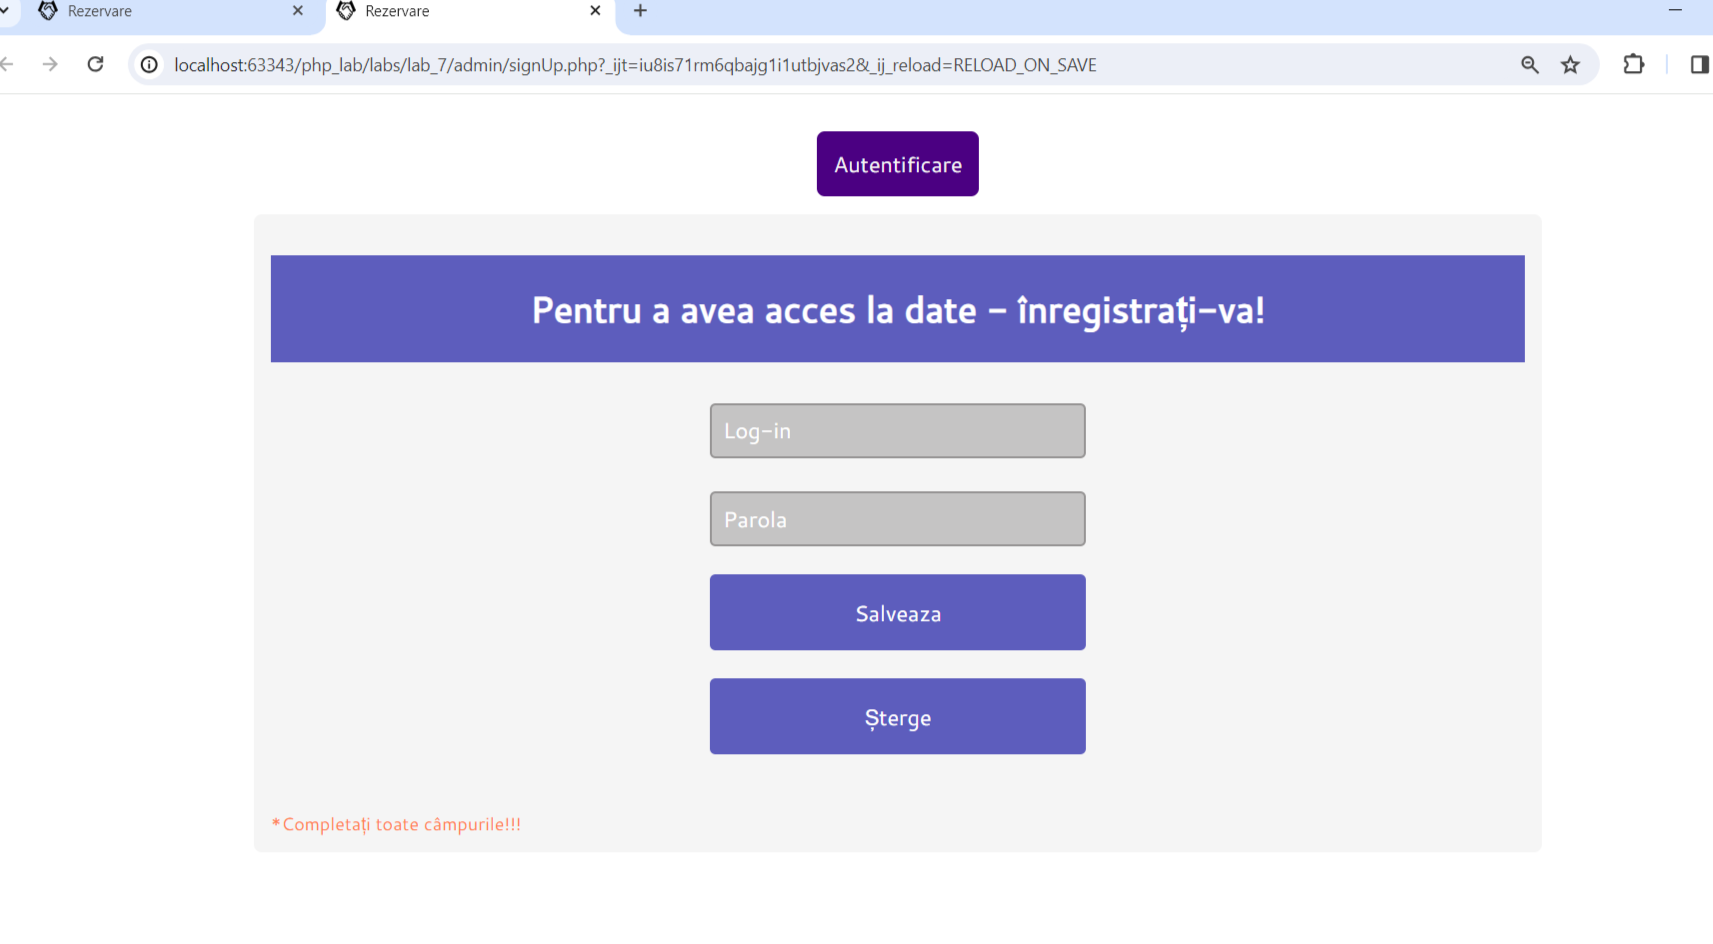 Rezervare
Rezervare
localhost:63343/php_lab/labs/lab_7/admin/signUp.php?_ijt=iu8is71rm6qbajg1i1utbjvas2&_ij_reload=RELOAD_ON_SAVE
Autentificare
Pentru a avea acces la date - înregistrați-va!
Log-in
Parola
Salveaza
Șterge
*Completați toate câmpurile!!!